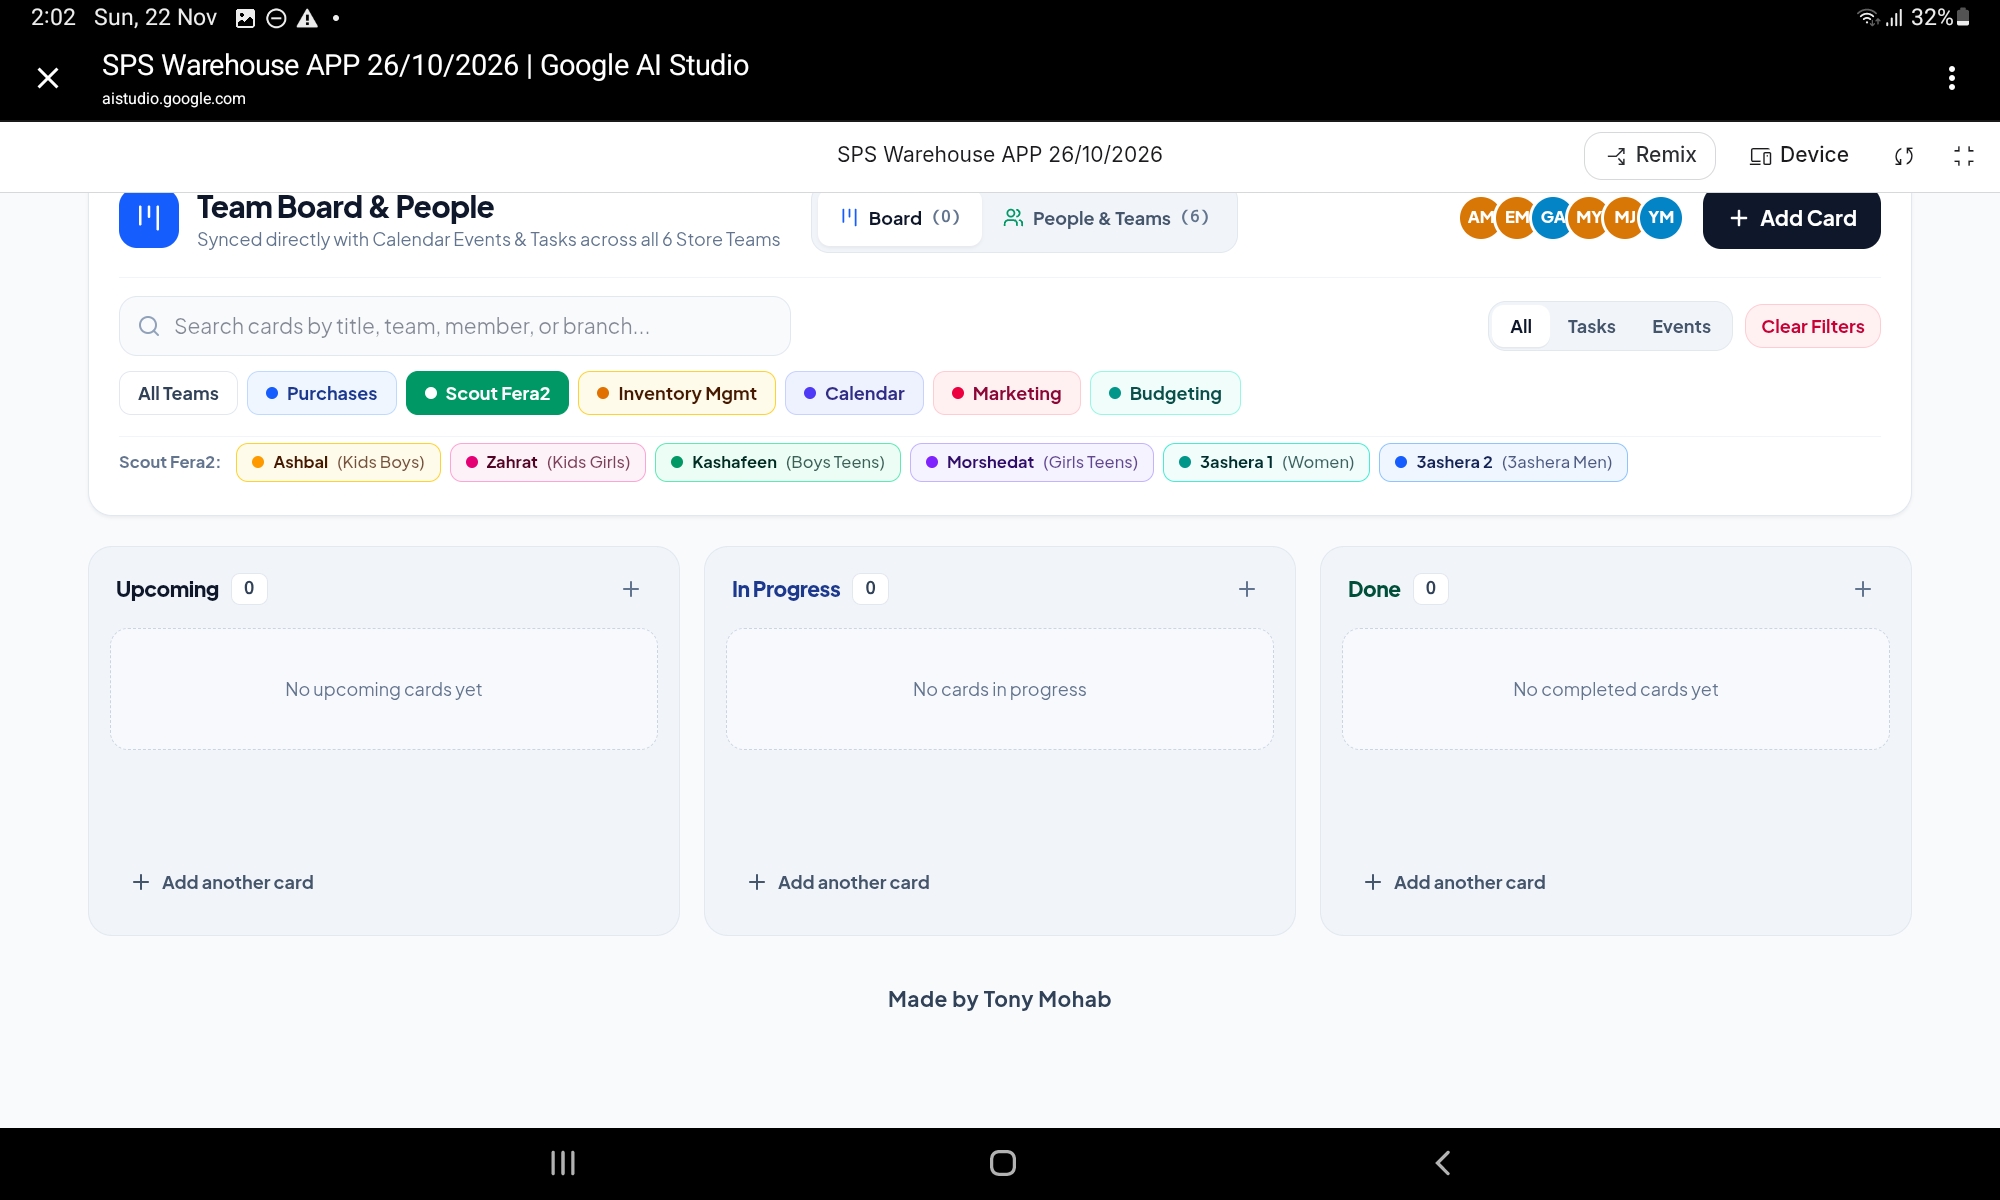 2:02 Sun, 22 Nov
32%
SPS Warehouse APP 26/10/2026 | Google AI Studio
aistudio.google.com
SPS Warehouse APP 26/10/2026
Remix
Device
Team Board & People
Synced directly with Calendar Events & Tasks across all 6 Store Teams
Board (0)
People & Teams (6)
AM EM GA MY MJ YM
+ Add Card
Search cards by title, team, member, or branch...
All Tasks Events
Clear Filters
All Teams Purchases Scout Fera2 Inventory Mgmt Calendar Marketing Budgeting
Scout Fera2: Ashbal (Kids Boys) Zahrat (Kids Girls) Kashafeen (Boys Teens) Morshedat (Girls Teens) 3ashera 1 (Women) 3ashera 2 (3ashera Men)
Upcoming 0 +
No upcoming cards yet
+ Add another card
In Progress 0 +
No cards in progress
+ Add another card
Done 0 +
No completed cards yet
+ Add another card
Made by Tony Mohab